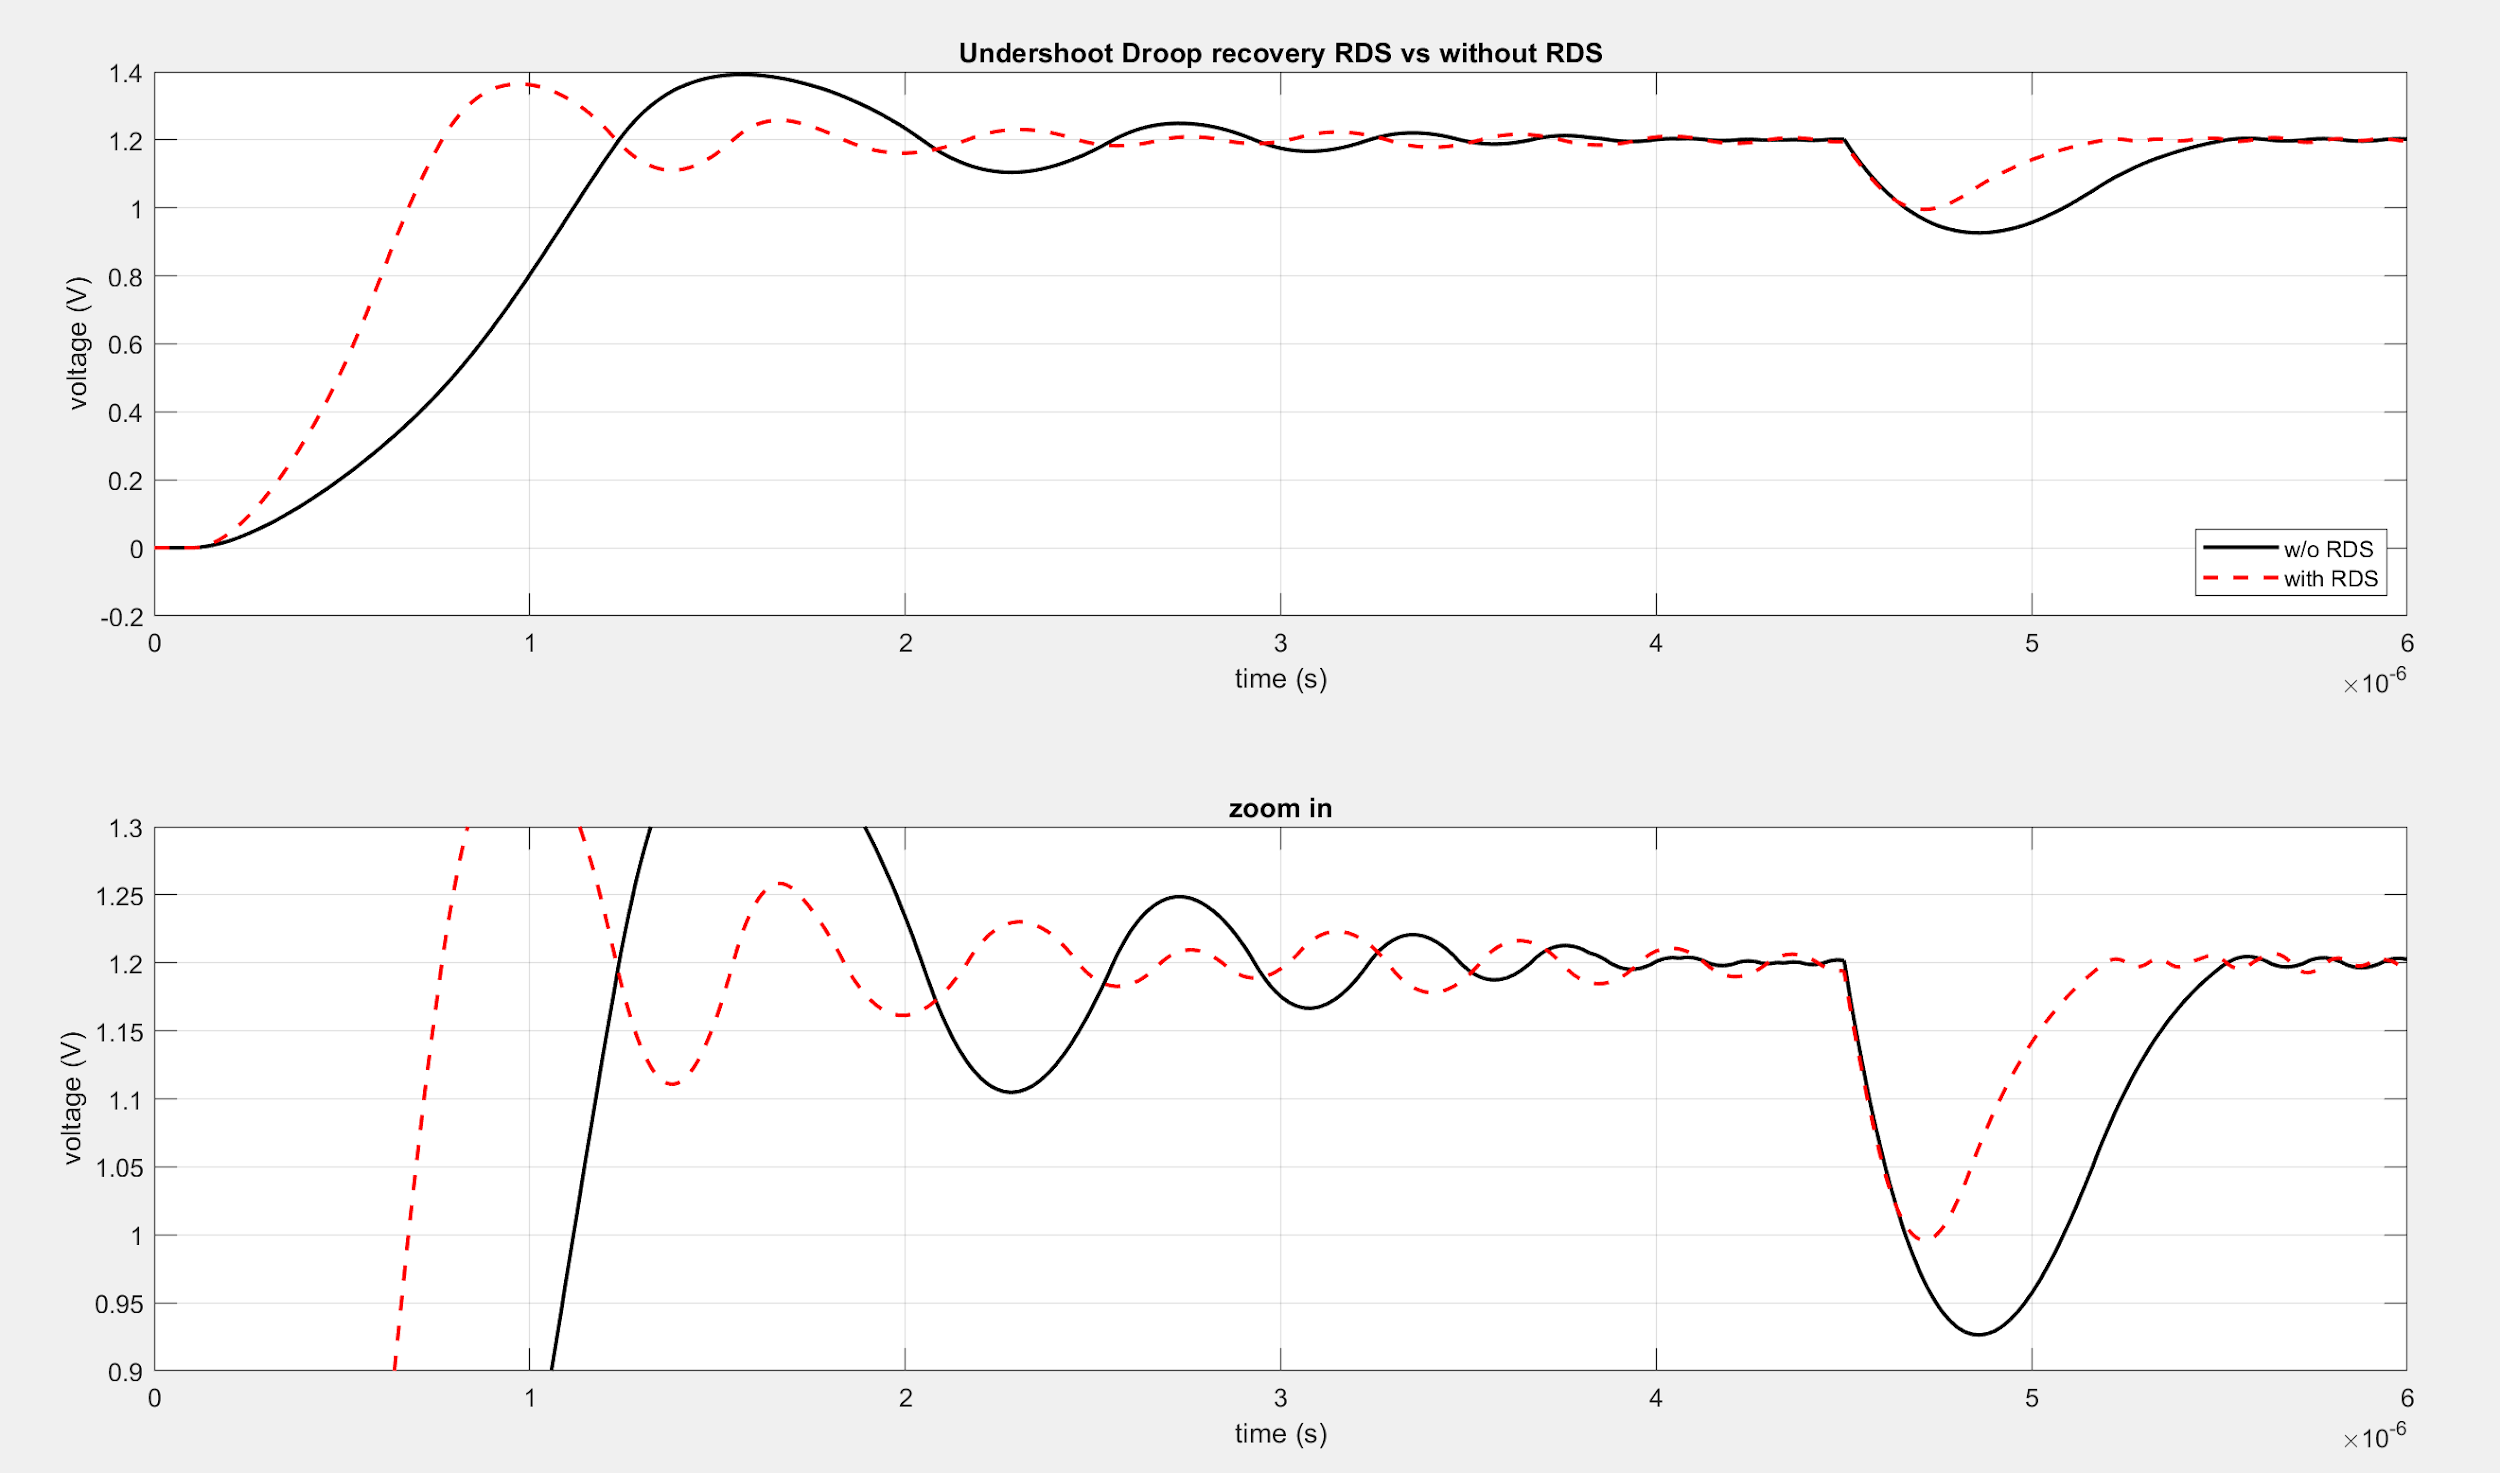 Undershoot Droop recovery RDS vs without RDS
1.4
1.2
1
0.8
0.6
0.4
0.2
0
-0.2
voltage (V)
w/o RDS
with RDS
0 1 2 3 4 5 6
time (s)
×10-6
zoom in
1.3
1.25
1.2
1.15
1.1
1.05
1
0.95
0.9
voltage (V)
0 1 2 3 4 5 6
time (s)
×10-6